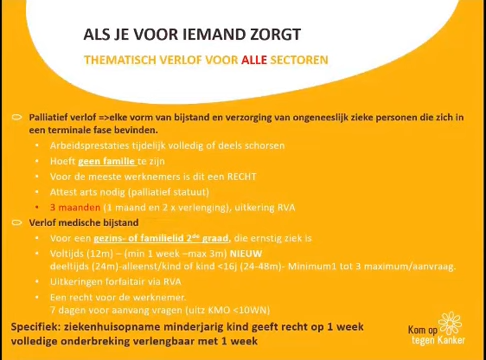 ALS JE VOOR IEMAND ZORGT
THEMATISCH VERLOF VOOR ALLE SECTOREN
Palliatief verlof =>elke vorm van bijstand en verzorging van ongeneeslijk zieke personen die zich in
een terminale fase bevinden.
Arbeidsprestaties tijdelijk volledig of deels schorsen
Hoeft geen familie te zijn
Voor de meeste werknemers is dit een RECHT
Attest arts nodig (palliatief statuut)
3 maanden (1 maand en 2 x verlenging), uitkering RVA
Verlof medische bijstand
Voor een gezins- of familielid 2de graad, die ernstig ziek is
Voltijds (12m) – (min 1 week –max 3m) NIEUW
deeltijds (24m)-alleenst/kind of kind <16j (24-48m)- Minimum1 tot 3 maximum/aanvraag.
Uitkeringen forfaitair via RVA
Een recht voor de werknemer.
7 dagen voor aanvang vragen (uitz KMO <10WN)
Specifiek: ziekenhuisopname minderjarig kind geeft recht op 1 week
volledige onderbreking verlengbaar met 1 week
Kom op
tegen Kanker